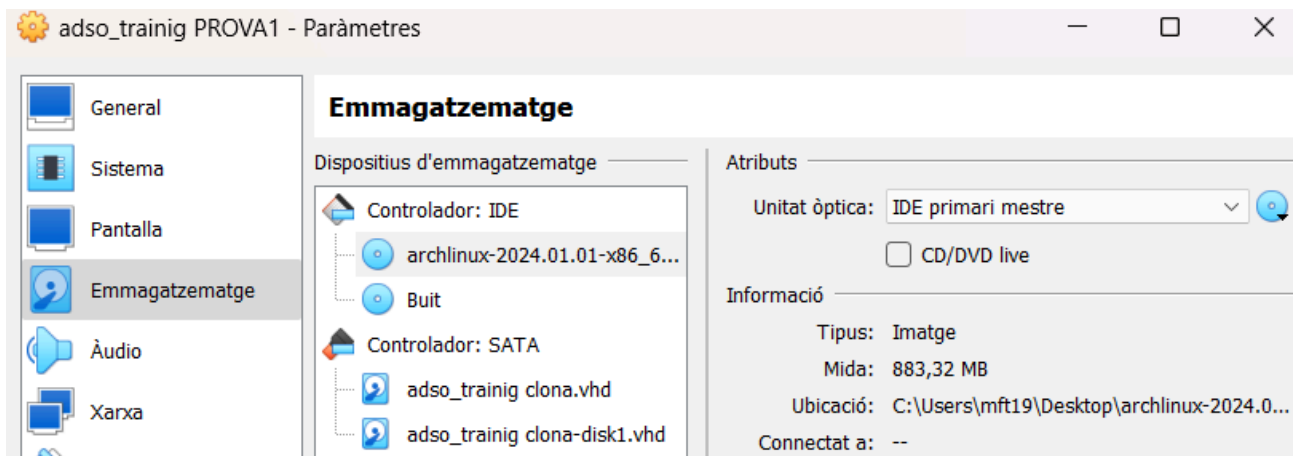 adso_trainig PROVA1 - Paràmetres
General
Sistema
Pantalla
Emmagatzematge
Àudio
Xarxa
Emmagatzematge
Dispositius d'emmagatzematge
Controlador: IDE
archlinux-2024.01.01-x86_6...
Buit
Controlador: SATA
adso_trainig clona.vhd
adso_trainig clona-disk1.vhd
Atributs
Unitat òptica: IDE primari mestre
CD/DVD live
Informació
Tipus: Imatge
Mida: 883,32 MB
Ubicació: C:\Users\mft19\Desktop\archlinux-2024.0...
Connectat a: --